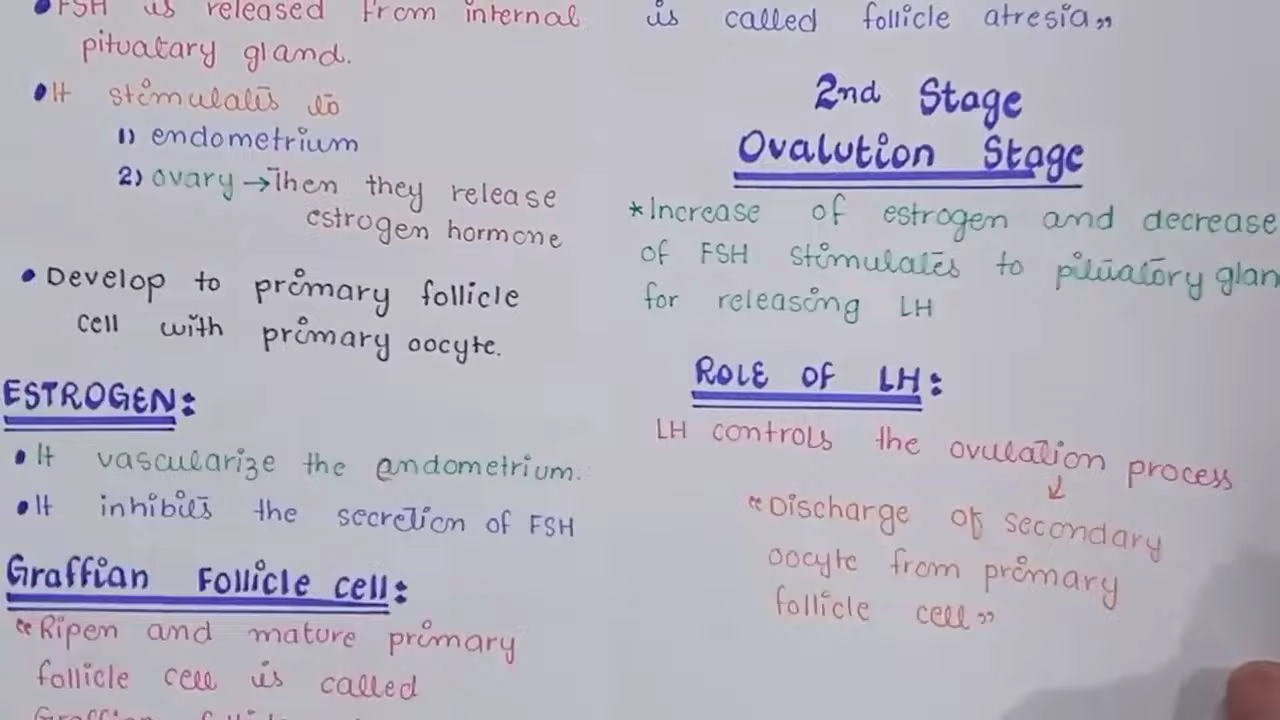 •FSH is released from internal
pituatary gland.
•It stimulates to
1) endometrium
2) ovary → Then they release
estrogen hormone
• Develop to primary follicle
cell with primary oocyte.
ESTROGEN:
•It vascularize the endometrium.
•It inhibits the secretion of FSH
Graffian Follicle cell:
“Ripen and mature primary
follicle cell is called
Graffian
is called follicle atresia”
2nd Stage
Ovalution Stage
*Increase of estrogen and decrease
of FSH stimulates to pituatory glan
for releasing LH
ROLE OF LH:
LH controls the ovulation process
↓
“Discharge of secondary
oocyte from primary
follicle cell”